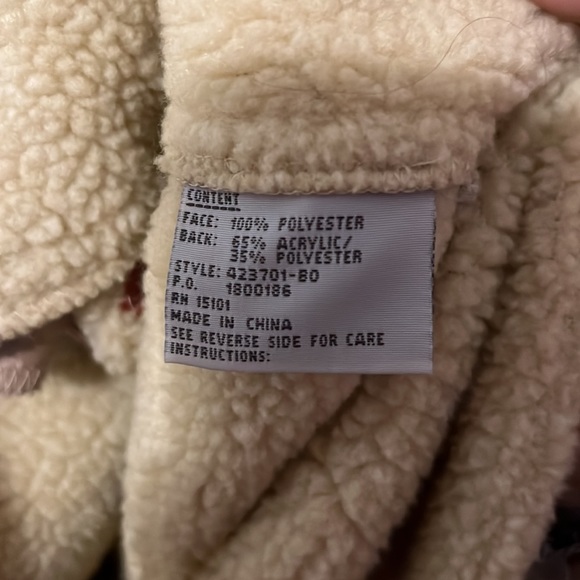 CONTENT
FACE: 100% POLYESTER
BACK: 65% ACRYLIC/
35% POLYESTER
STYLE: 423701-BO
P.O. 1800186
RN 15101
MADE IN CHINA
SEE REVERSE SIDE FOR CARE
INSTRUCTIONS: